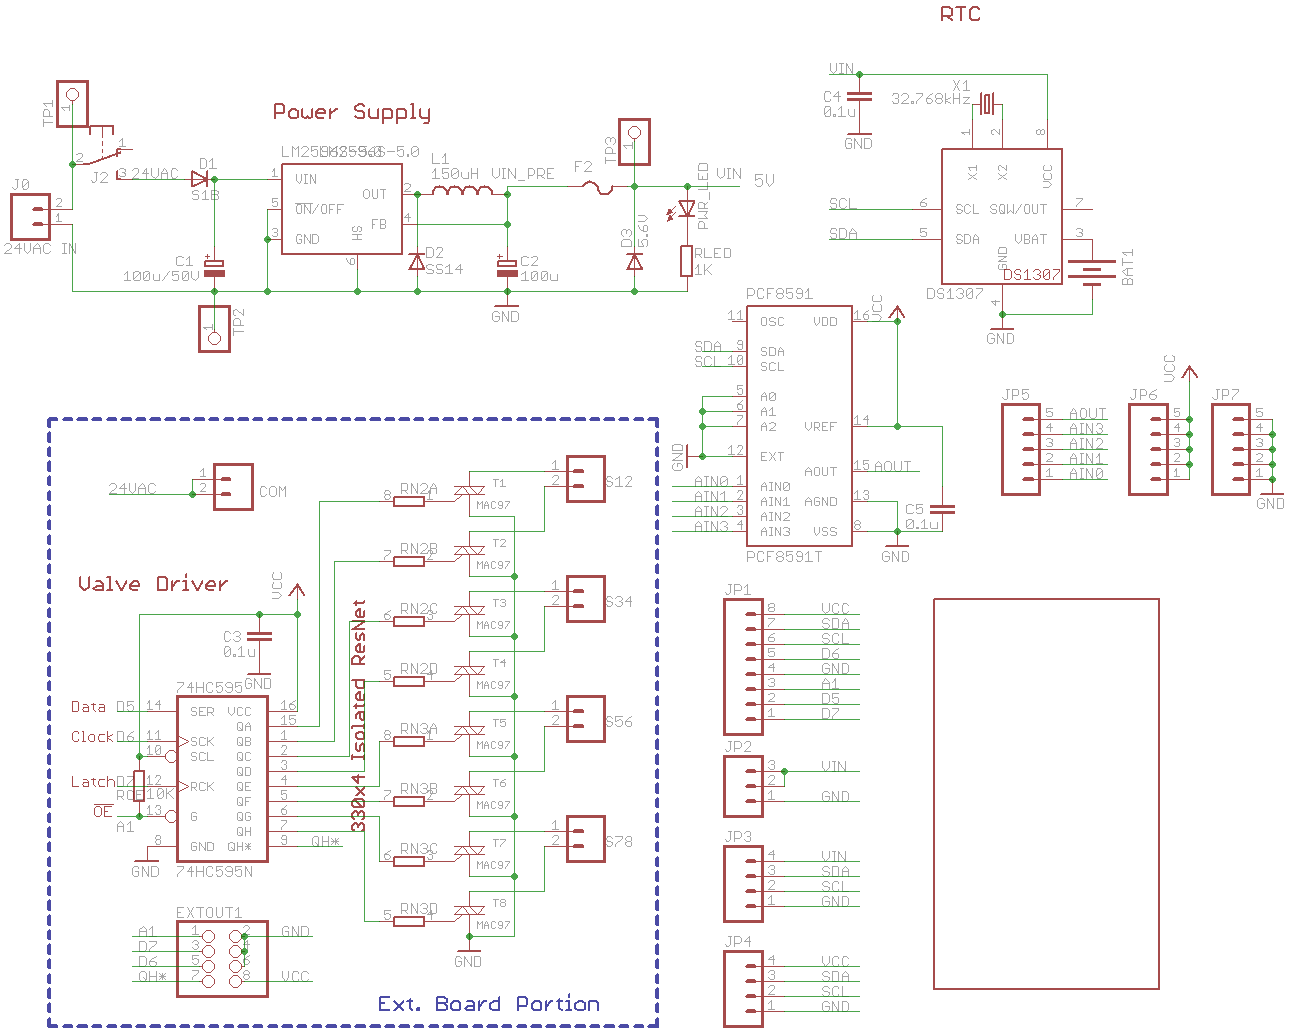 RTC
Power Supply
TP1
1
2
1
3
J2
24VAC
D1
S1B
J0
2
1
24VAC IN
C1
100u/50V
TP2
1
1
5
3
VIN
ON/OFF
GND
HS
6
OUT
FB
2
4
L1
150uH
VIN_PRE
D2
SS14
C2
100u
GND
F2
TP3
1
D3
5.6V
PWR_LED
RLED
1K
VIN
5V
VIN
C4
0.1u
GND
X1
32.768kHz
1
2
8
X1
X2
VCC
SCL
6
SCL
SQW/OUT
7
SDA
5
SDA
VBAT
3
GND
DS1307
DS1307
4
GND
BAT1
PCF8591
VCC
11
OSC
VDD
16
SDA
9
SDA
SCL
10
SCL
5
A0
6
A1
7
A2
VREF
14
GND
12
EXT
AOUT
15
AOUT
AIN0
1
AIN0
AIN1
2
AIN1
AGND
13
AIN2
3
AIN2
AIN3
4
AIN3
VSS
8
PCF8591T
C5
0.1u
GND
JP5
5
AOUT
4
AIN3
3
AIN2
2
AIN1
1
AIN0
JP6
VCC
5
4
3
2
1
JP7
5
4
3
2
1
GND
24VAC
1
2
COM
Valve Driver
VCC
C3
0.1u
GND
74HC595
Data
D5
14
SER
VCC
16
QA
15
Clock
D6
11
SCK
QB
1
10
SCL
QC
2
QD
3
Latch
D7
12
RCK
QE
4
10K
QF
5
OE
A1
13
G
QG
6
QH
7
8
GND
QH*
9
QH*
GND
74HC595N
330x4 Isolated ResNet
8
RN2A
1
T1
MAC97
7
RN2B
2
T2
MAC97
6
RN2C
3
T3
MAC97
5
RN2D
4
T4
MAC97
8
RN3A
1
T5
MAC97
7
RN3B
2
T6
MAC97
6
RN3C
3
T7
MAC97
5
RN3D
4
T8
MAC97
GND
1
2
S12
1
2
S34
1
2
S56
1
2
S78
EXTOUT1
A1
1
2
GND
D7
3
4
D6
5
6
QH*
7
8
VCC
Ext. Board Portion
JP1
8
VCC
7
SDA
6
SCL
5
D6
4
GND
3
A1
2
D5
1
D7
JP2
3
VIN
2
1
GND
JP3
4
VIN
3
SDA
2
SCL
1
GND
JP4
4
VCC
3
SDA
2
SCL
1
GND